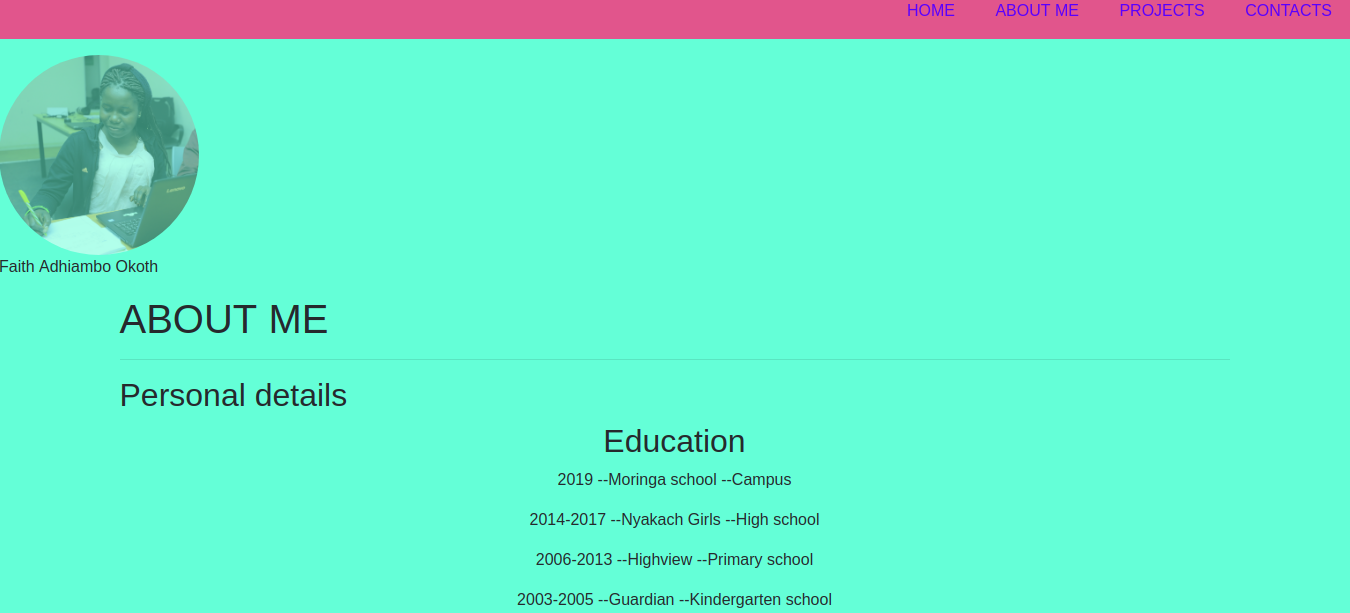 HOME ABOUT ME PROJECTS CONTACTS
Faith Adhiambo Okoth
ABOUT ME
Personal details
Education
2019 --Moringa school --Campus
2014-2017 --Nyakach Girls --High school
2006-2013 --Highview --Primary school
2003-2005 --Guardian --Kindergarten school